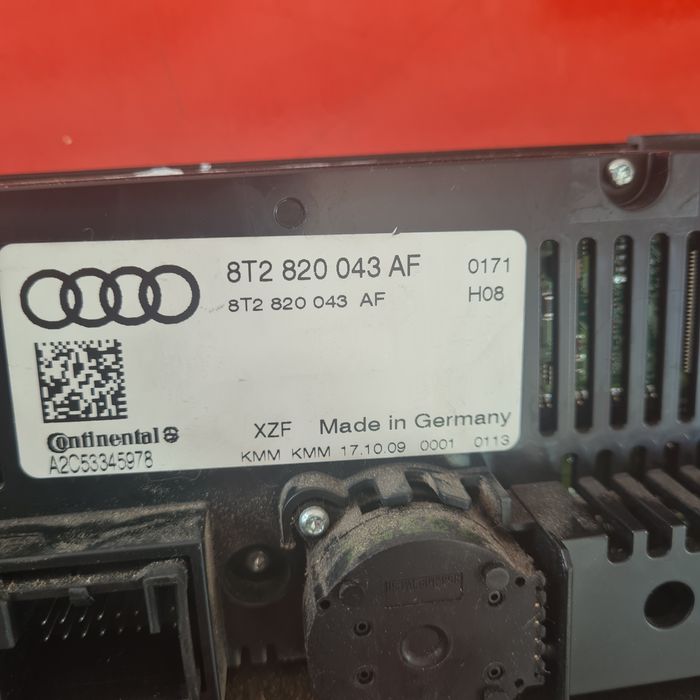 8T2 820 043 AF 0171
8T2 820 043 AF H08
Continental
A2C53345978
XZF Made in Germany
KMM KMM 17.10.09 0001 0113